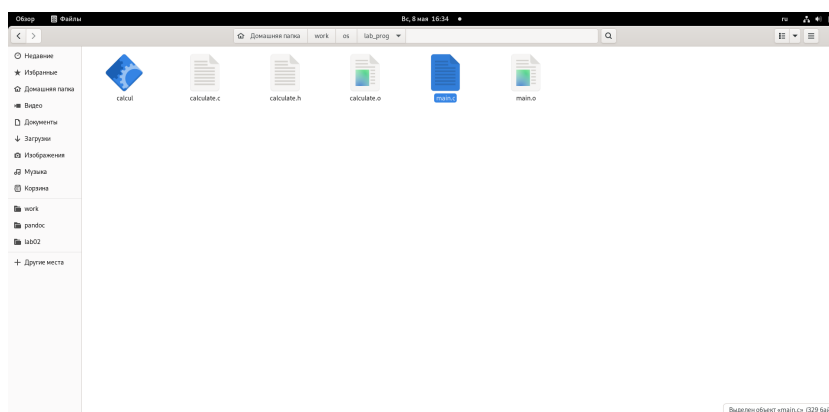 Обзор Файлы Вс, 8 мая 16:34 ru
Домашняя папка work os lab_prog
Недавние
Избранные
Домашняя папка
Видео
Документы
Загрузки
Изображения
Музыка
Корзина
work
pandoc
lab02
+ Другие места
calcul calculate.c calculate.h calculate.o main.c main.o
Выделен объект «main.c» (329 бай